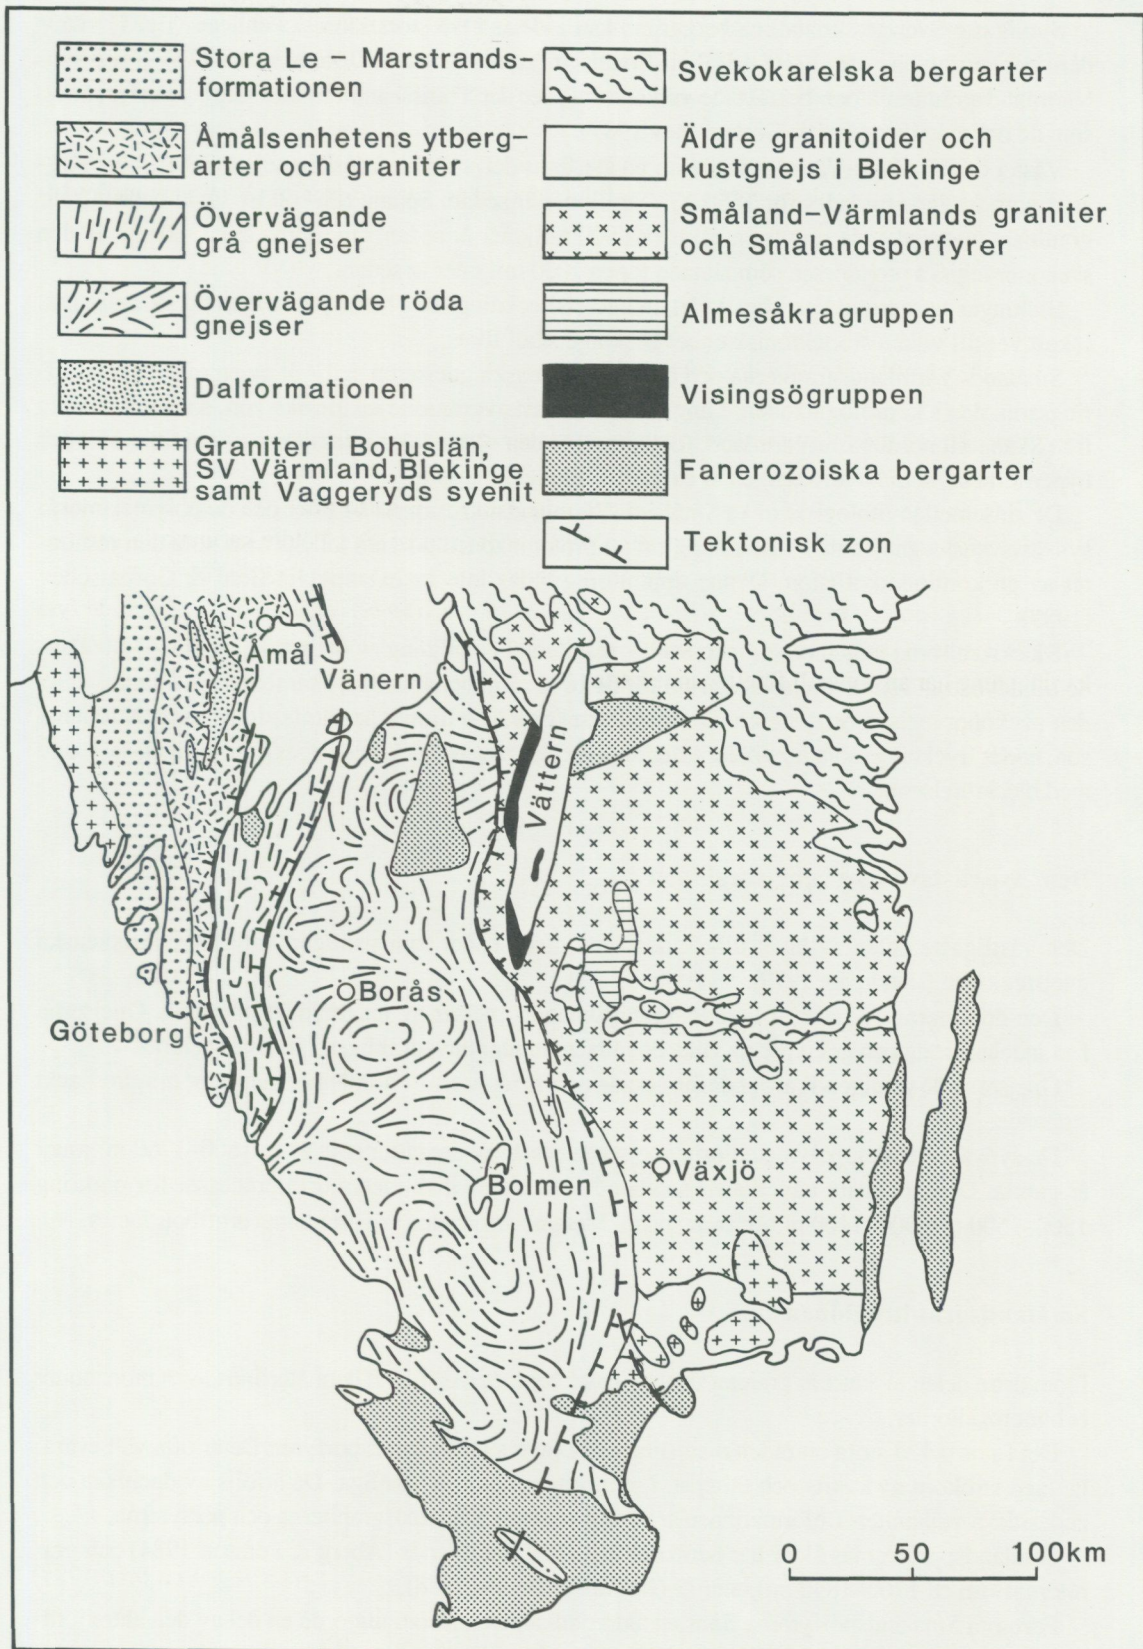 Stora Le – Marstrands-
formationen
Åmålsenhetens ytberg-
arter och graniter
Övervägande
grå gnejser
Övervägande röda
gnejser
Dalformationen
Graniter i Bohuslän,
SV Värmland, Blekinge
samt Vaggeryds syenit
Svekokarelska bergarter
Äldre granitoider och
kustgnejs i Blekinge
Småland–Värmlands graniter
och Smålandsporfyrer
Almesåkragruppen
Visingsögruppen
Fanerozoiska bergarter
Tektonisk zon
Åmål
Vänern
Vättern
Borås
Göteborg
Växjö
Bolmen
0 50 100km